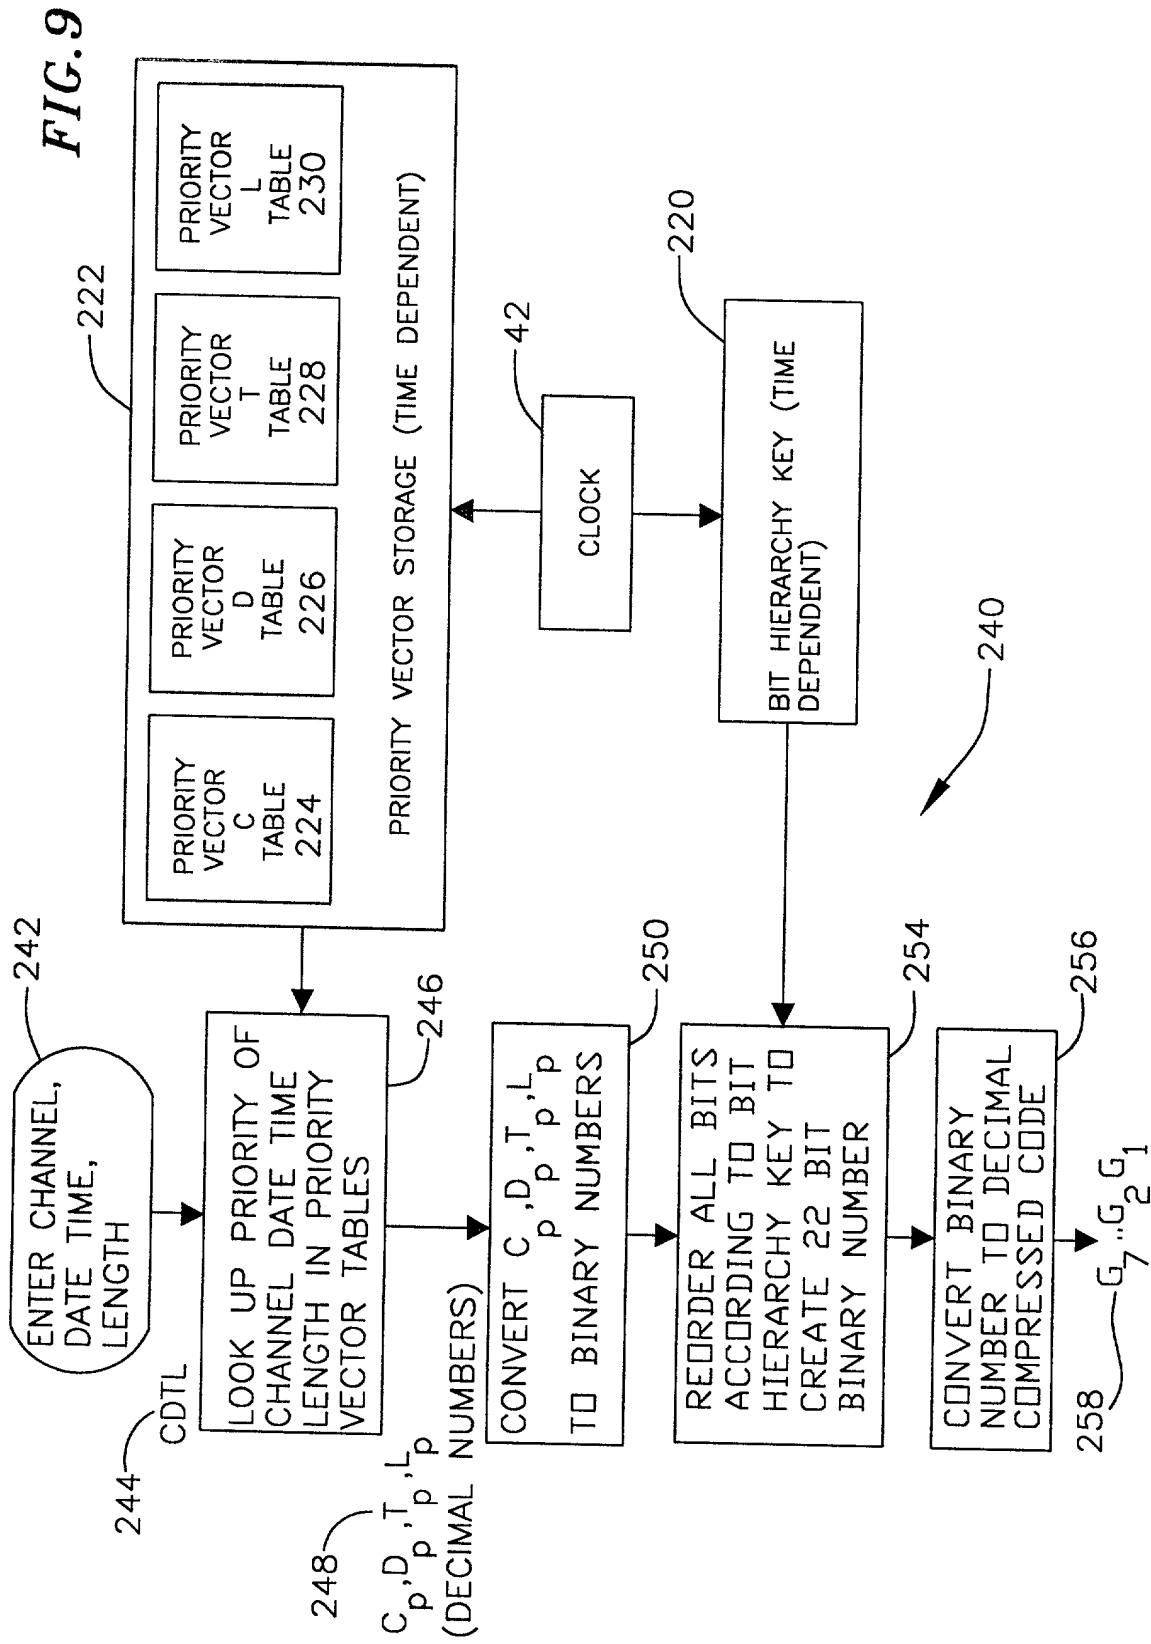 FIG. 9
242
ENTER CHANNEL,
DATE TIME,
LENGTH
244
CDTL
LOOK UP PRIORITY OF
CHANNEL DATE TIME
LENGTH IN PRIORITY
VECTOR TABLES
246
248
Cp,Dp,Tp,Lp
(DECIMAL NUMBERS)
CONVERT Cp,Dp,Tp,Lp
TO BINARY NUMBERS
250
REORDER ALL BITS
ACCORDING TO BIT
HIERARCHY KEY TO
CREATE 22 BIT
BINARY NUMBER
254
CONVERT BINARY
NUMBER TO DECIMAL
COMPRESSED CODE
256
258
G7..G2G1
222
PRIORITY
VECTOR
C
TABLE
224
PRIORITY
VECTOR
D
TABLE
226
PRIORITY
VECTOR
T
TABLE
228
PRIORITY
VECTOR
L
TABLE
230
PRIORITY VECTOR STORAGE (TIME DEPENDENT)
42
CLOCK
220
BIT HIERARCHY KEY (TIME
DEPENDENT)
240